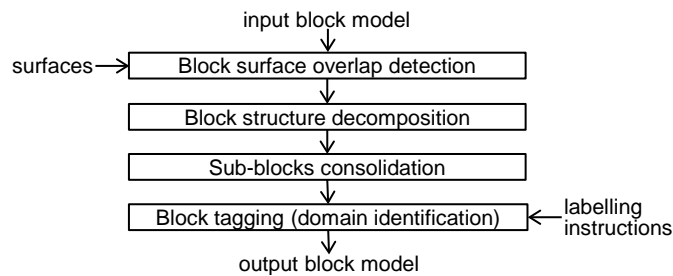 input block model
surfaces
Block surface overlap detection
Block structure decomposition
Sub-blocks consolidation
Block tagging (domain identification)
labelling
instructions
output block model